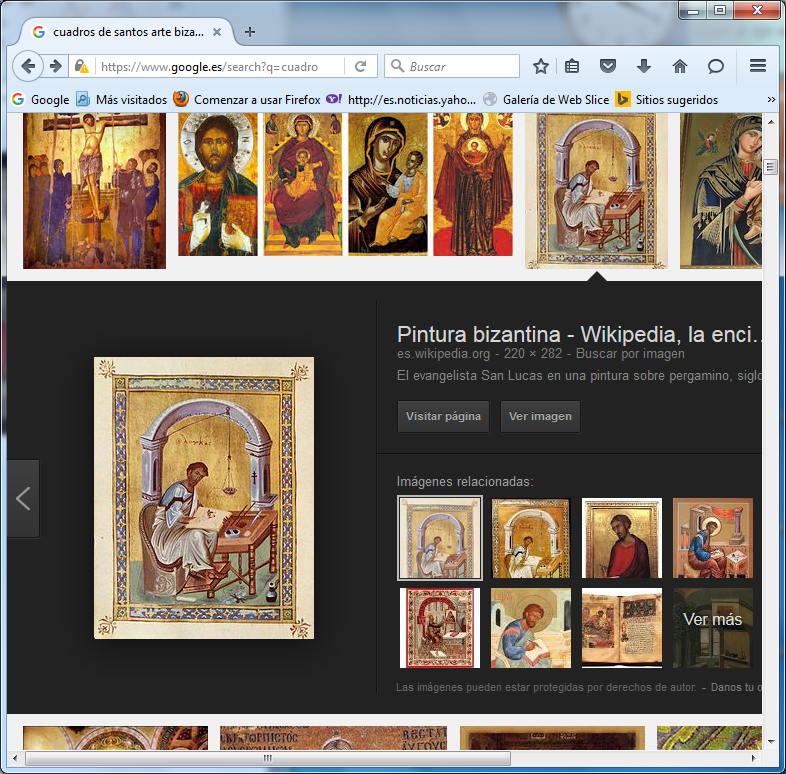 cuadros de santos arte biza...
https://www.google.es/search?q=cuadro
Buscar
Google
Más visitados
Comenzar a usar Firefox
http://es.noticias.yaho...
Galería de Web Slice
Sitios sugeridos
Pintura bizantina - Wikipedia, la enci...
es.wikipedia.org - 220 × 282 - Buscar por imagen
El evangelista San Lucas en una pintura sobre pergamino, siglo
Visitar página
Ver imagen
Imágenes relacionadas:
Ver más
Las imágenes pueden estar protegidas por derechos de autor. - Danos tu o